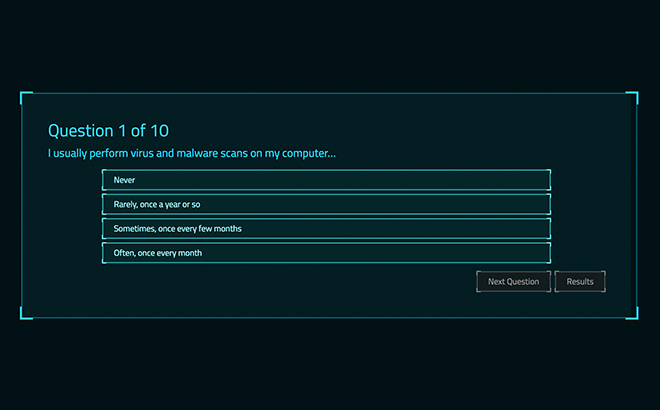 Question 1 of 10
I usually perform virus and malware scans on my computer...
Never
Rarely, once a year or so
Sometimes, once every few months
Often, once every month
Next Question
Results